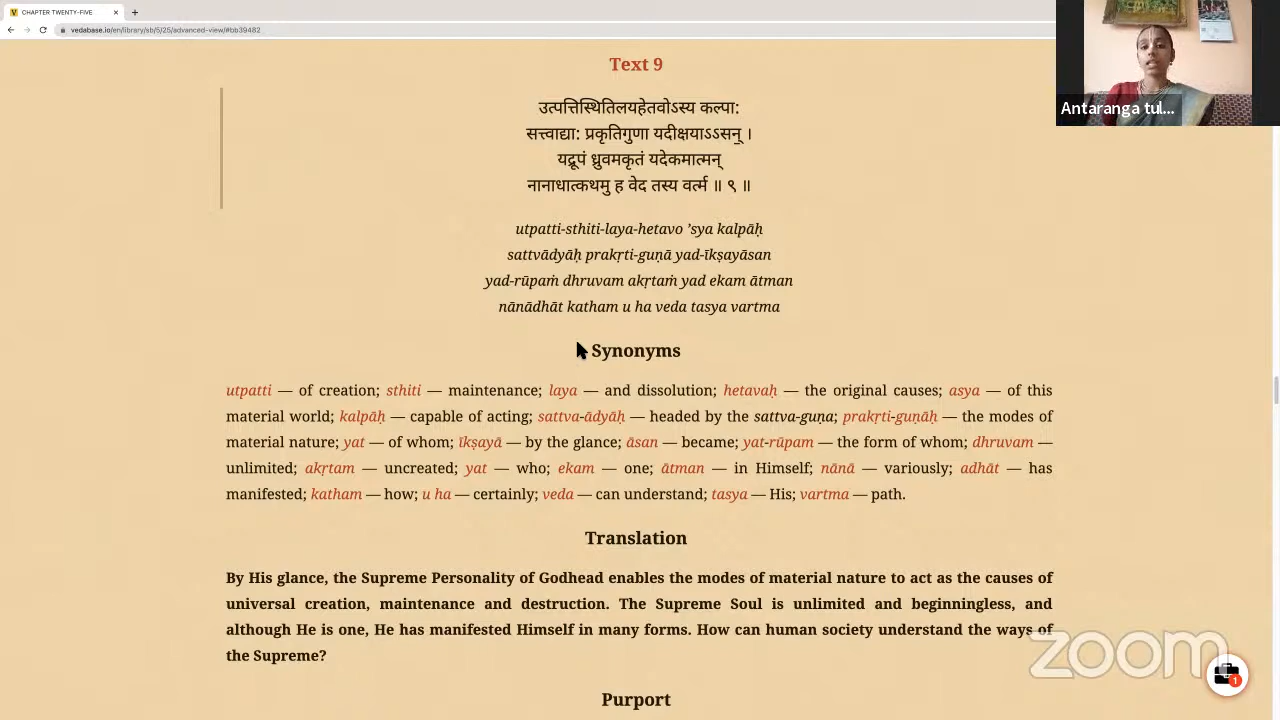 CHAPTER TWENTY-FIVE
vedabase.io/en/library/sb/5/25/advanced-view/#bb39482
Antaranga tul...
Text 9
उत्पत्तिस्थितिलयहेतवोऽस्य कल्पा:
सत्त्वाद्या: प्रकृतिगुणा यदीक्षयाऽऽसन् ।
यद्रूपं ध्रुवमकृतं यदेकमात्मन्
नानाधात्कथमु ह वेद तस्य वर्त्म ॥ ९ ॥
utpatti-sthiti-laya-hetavo ’sya kalpāḥ
sattvādyāḥ prakṛti-guṇā yad-īkṣayāsan
yad-rūpaṁ dhruvam akṛtaṁ yad ekam ātman
nānādhāt katham u ha veda tasya vartma
Synonyms
utpatti — of creation; sthiti — maintenance; laya — and dissolution; hetavaḥ — the original causes; asya — of this
material world; kalpāḥ — capable of acting; sattva-ādyāḥ — headed by the sattva-guṇa; prakṛti-guṇāḥ — the modes of
material nature; yat — of whom; īkṣayā — by the glance; āsan — became; yat-rūpam — the form of whom; dhruvam —
unlimited; akṛtam — uncreated; yat — who; ekam — one; ātman — in Himself; nānā — variously; adhāt — has
manifested; katham — how; u ha — certainly; veda — can understand; tasya — His; vartma — path.
Translation
By His glance, the Supreme Personality of Godhead enables the modes of material nature to act as the causes of
universal creation, maintenance and destruction. The Supreme Soul is unlimited and beginningless, and
although He is one, He has manifested Himself in many forms. How can human society understand the ways of
the Supreme?
zoom
1
Purport